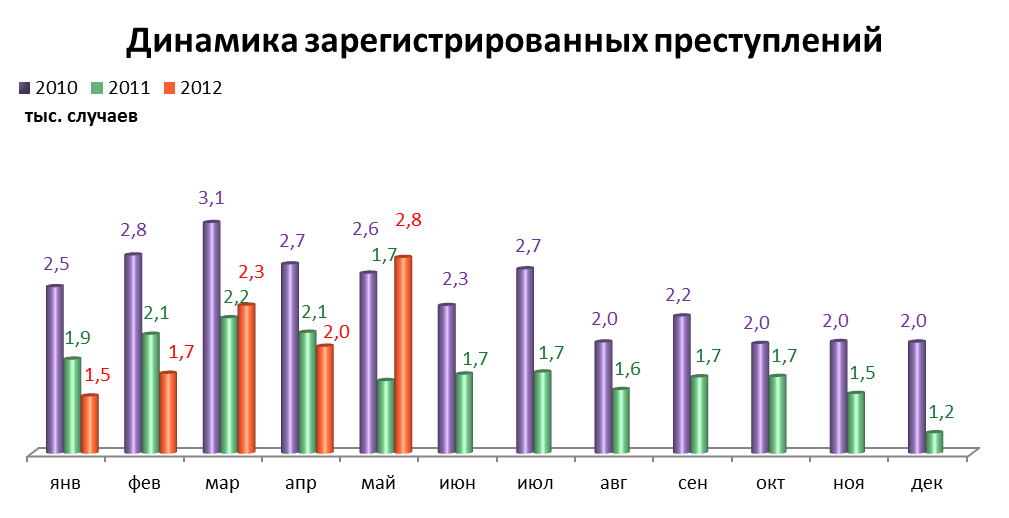 Динамика зарегистрированных преступлений
2010 2011 2012
тыс. случаев
2,5 1,9 1,5
2,8 2,1 1,7
3,1 2,2 2,3
2,7 2,1 2,0
2,6 1,7 2,8
2,3 1,7
2,7 1,7
2,0 1,6
2,2 1,7
2,0 1,7
2,0 1,5
2,0 1,2
янв фев мар апр май июн июл авг сен окт ноя дек